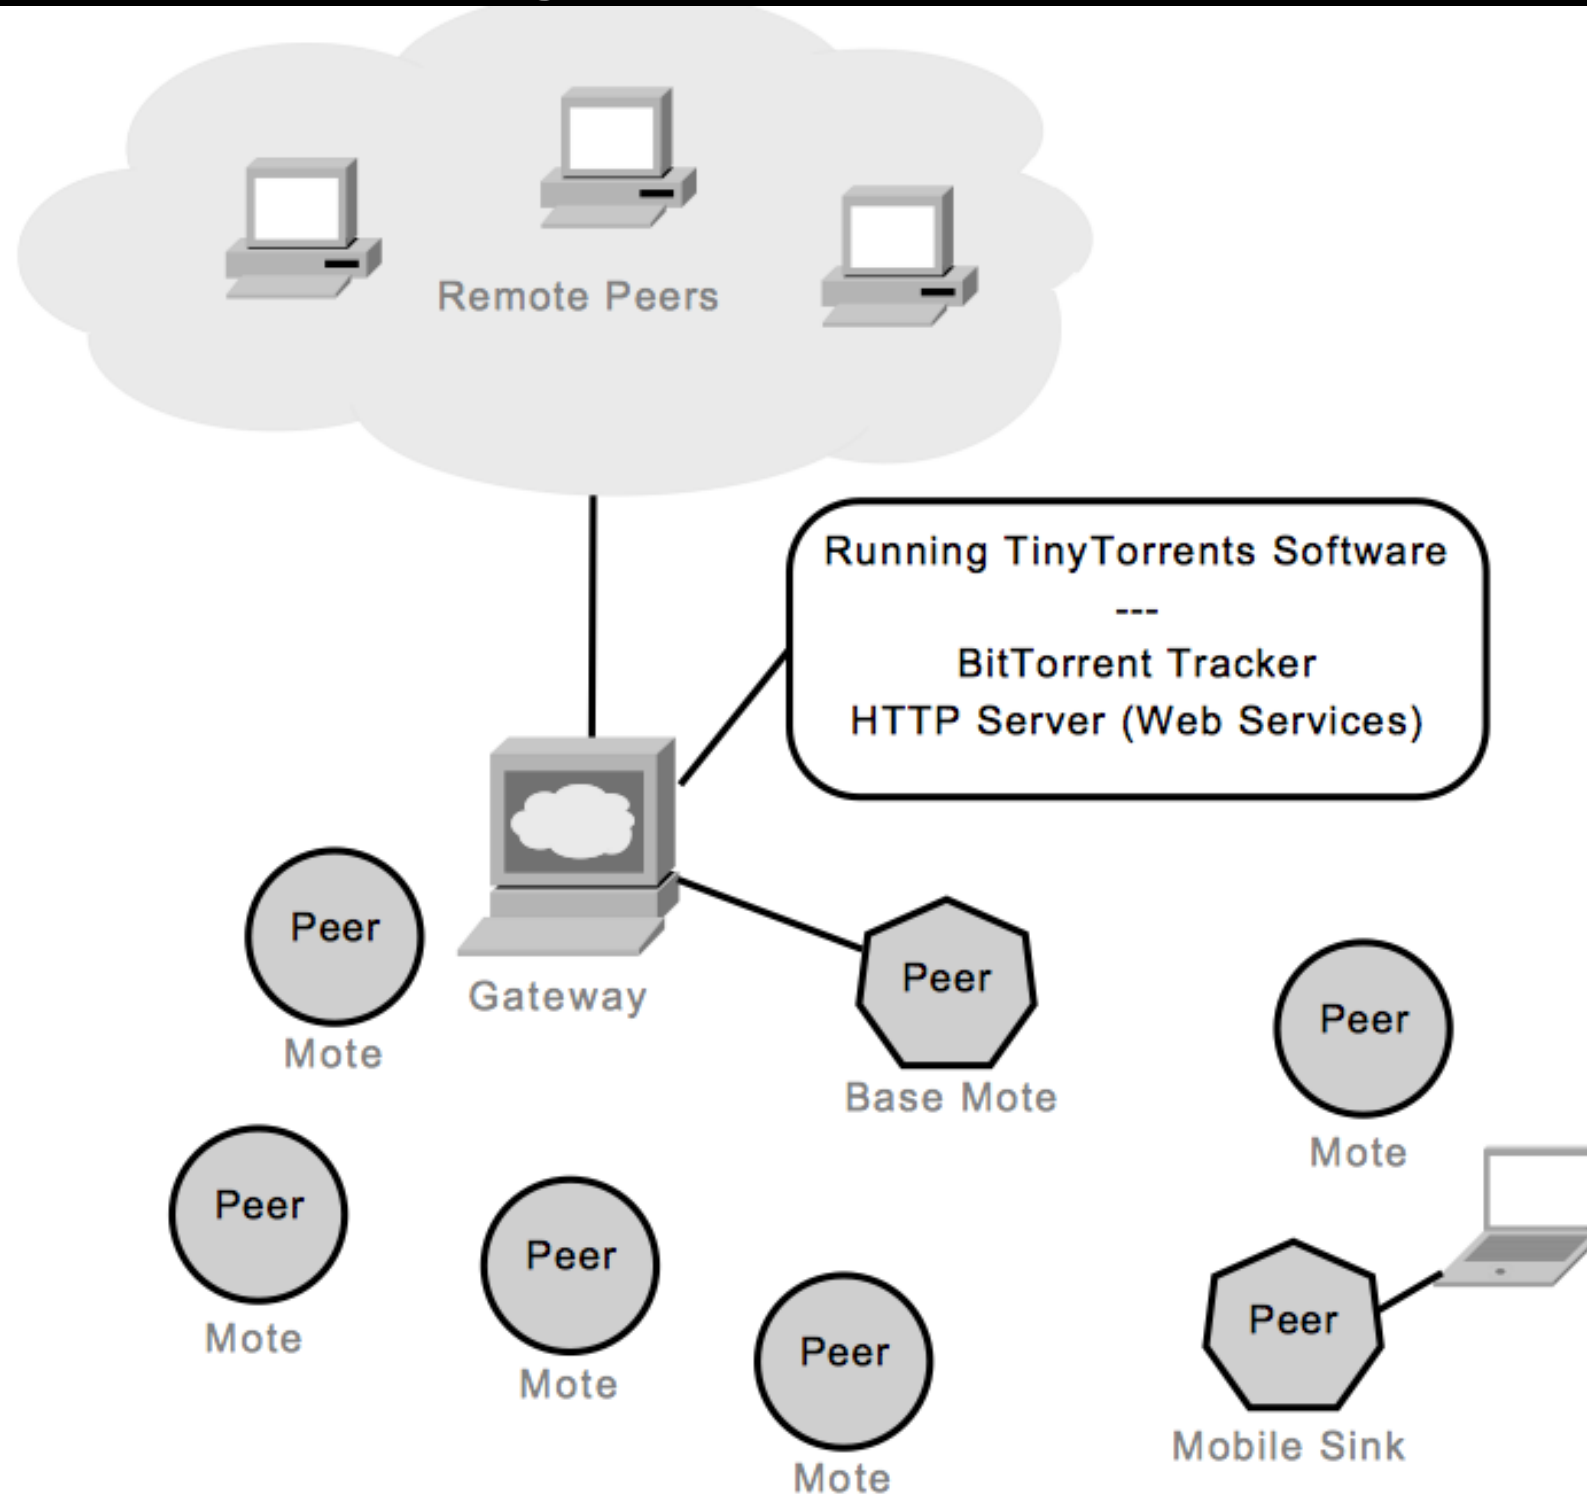 Remote Peers
Running TinyTorrents Software
---
BitTorrent Tracker
HTTP Server (Web Services)
Peer
Mote
Gateway
Peer
Base Mote
Peer
Mote
Peer
Mote
Peer
Mote
Peer
Mote
Peer
Mobile Sink